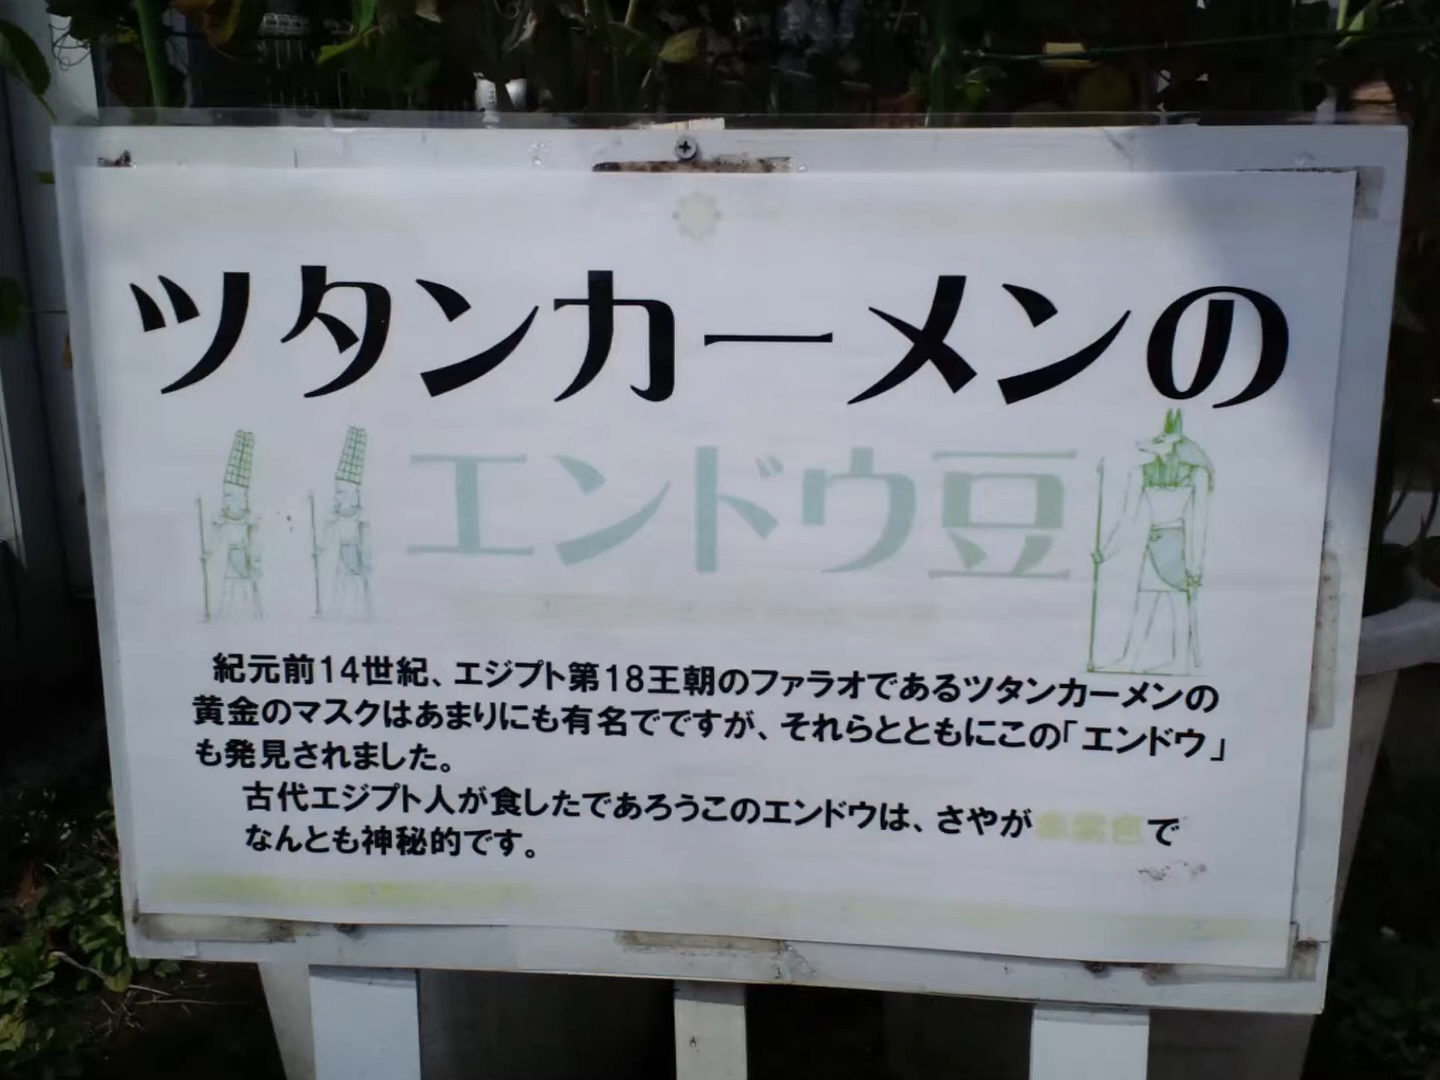 ツタンカーメンの
エンドウ豆
紀元前14世紀、エジプト第18王朝のファラオであるツタンカーメンの
黄金のマスクはあまりにも有名でですが、それらとともにこの「エンドウ」
も発見されました。
古代エジプト人が食したであろうこのエンドウは、さやが赤紫色で
なんとも神秘的です。